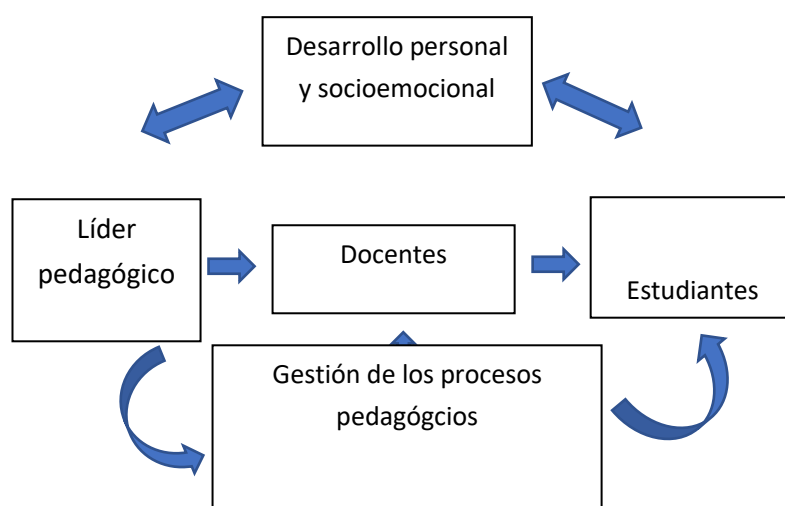 Desarrollo personal
y socioemocional
Líder
pedagógico
Docentes
Estudiantes
Gestión de los procesos
pedagógcios